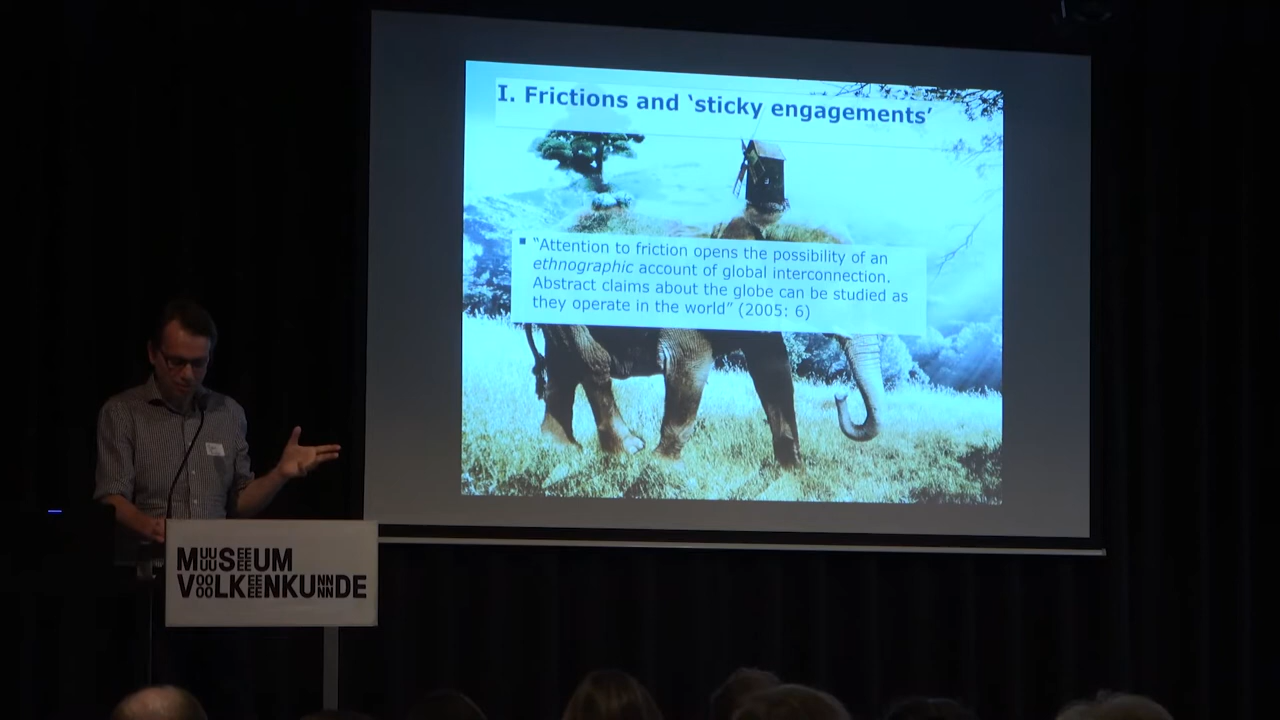 I. Frictions and ‘sticky engagements’
▪ “Attention to friction opens the possibility of an
ethnographic account of global interconnection.
Abstract claims about the globe can be studied as
they operate in the world” (2005: 6)
MUSEUM
VOLKENKUNDE